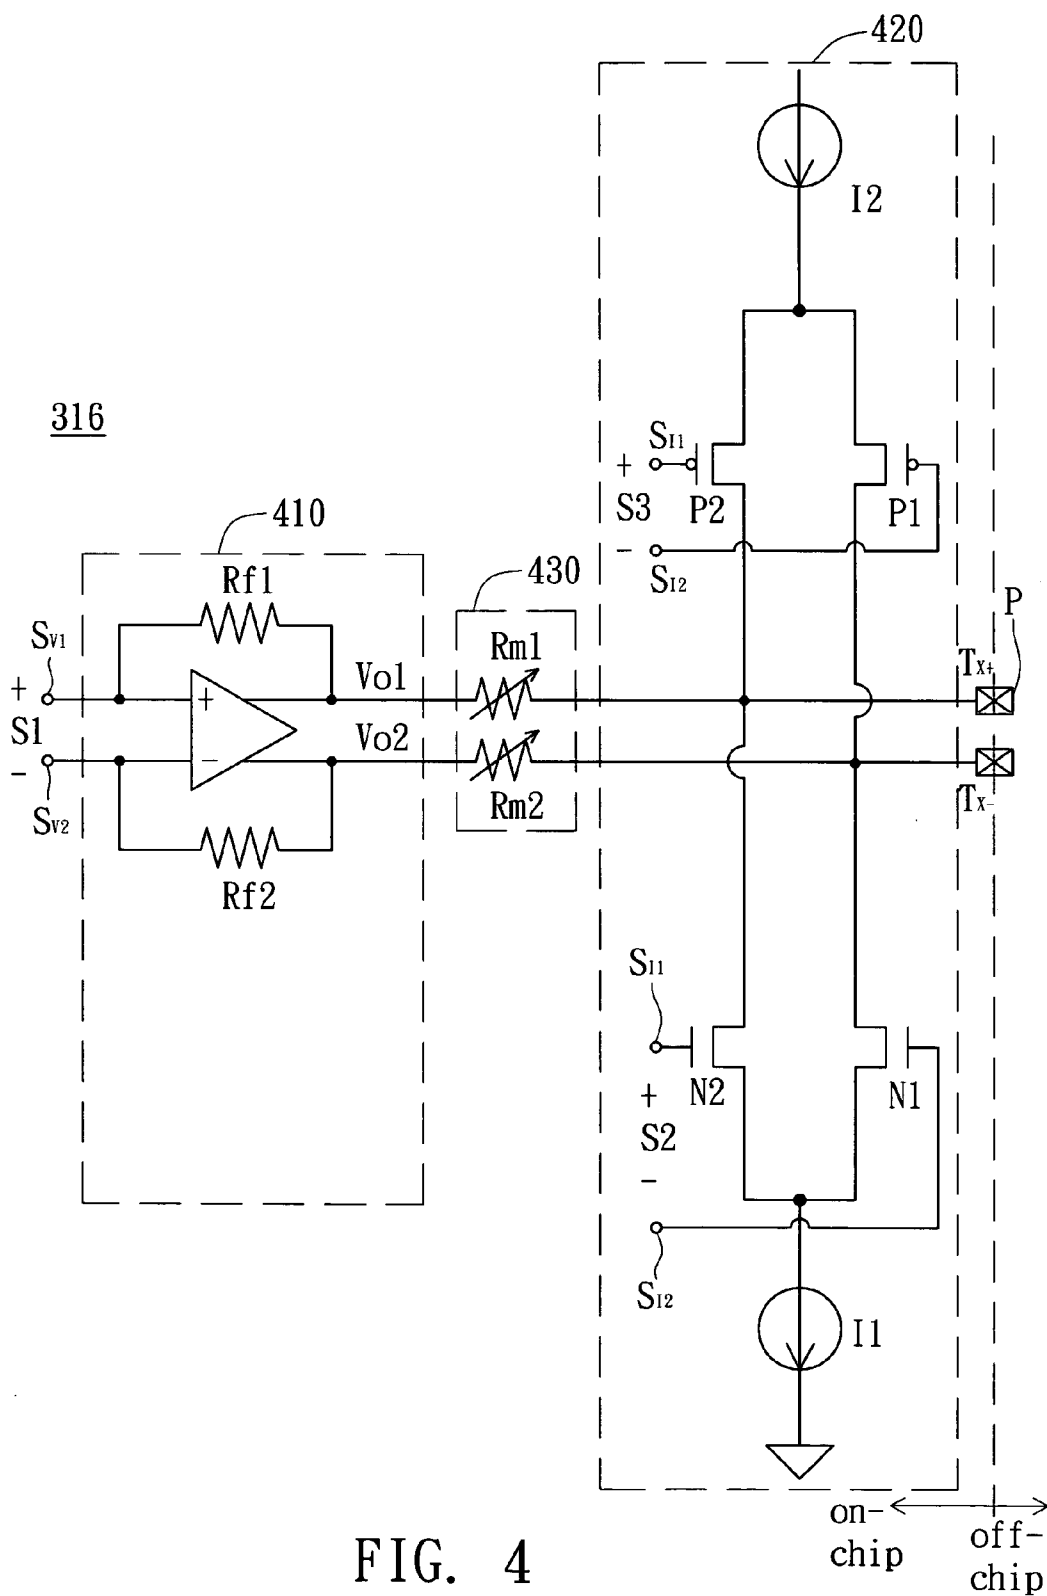 420
I2
316
SI1
+
S3
P2
P1
-
SI2
410
430
P
Rf1
SV1
Rm1
TX+
+
Vo1
+
S1
Vo2
-
-
SV2
Rm2
TX-
Rf2
SI1
N2
N1
+
S2
-
SI2
I1
on-
chip
off-
chip
FIG. 4